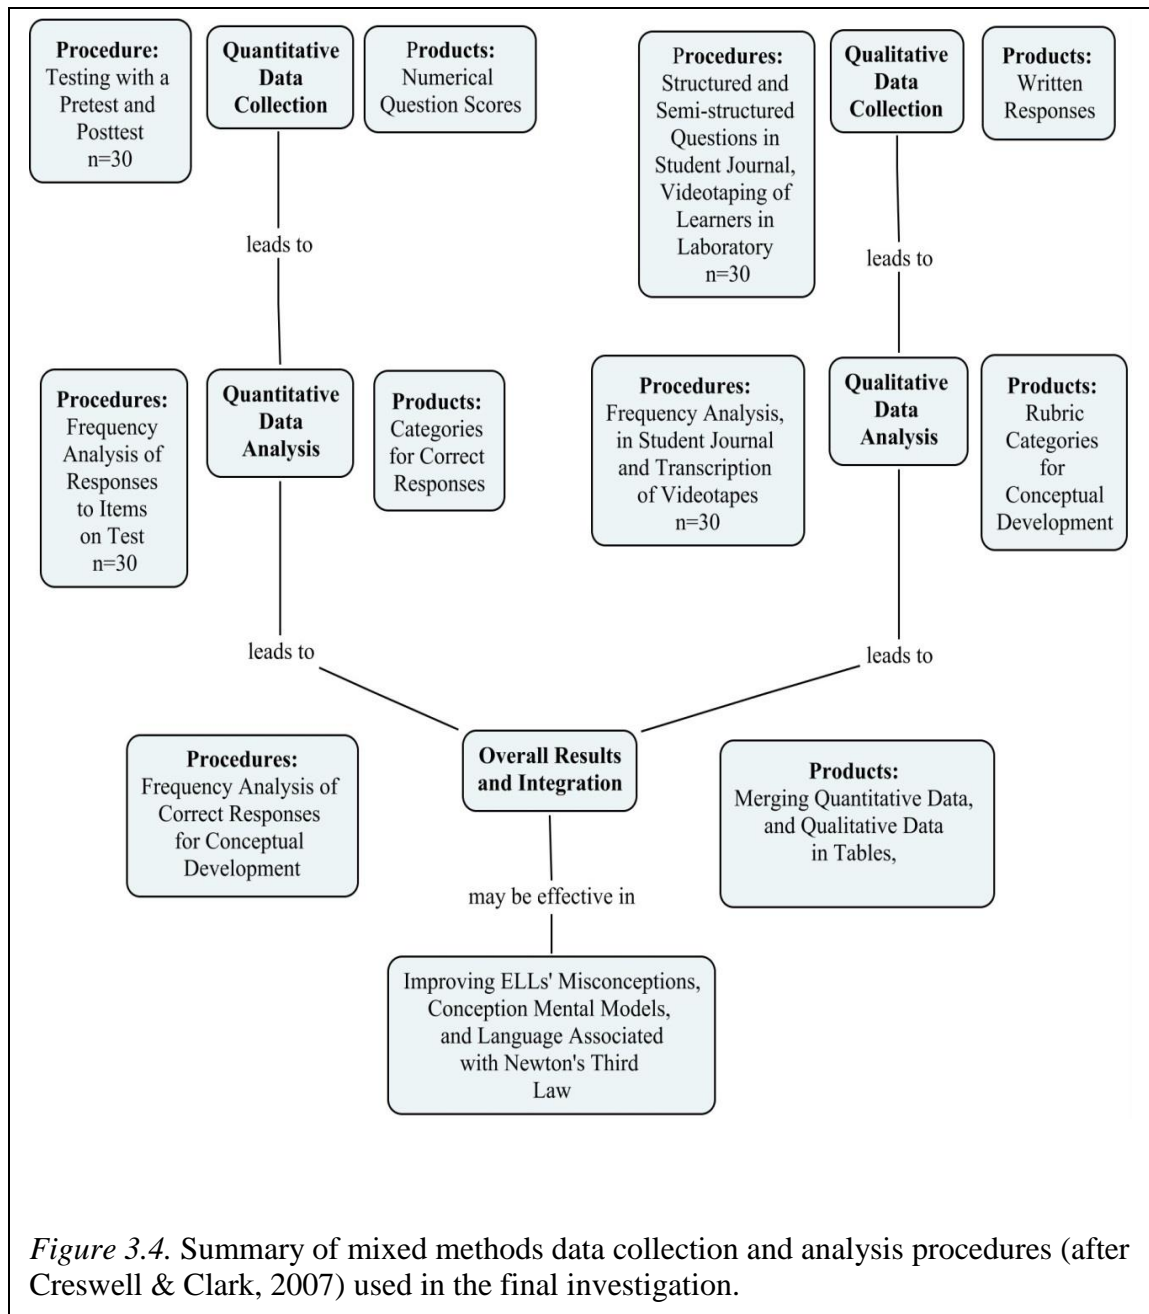 Procedure:
Testing with a
Pretest and
Posttest
n=30
Quantitative
Data
Collection
Products:
Numerical
Question Scores
Procedures:
Structured and
Semi-structured
Questions in
Student Journal,
Videotaping of
Learners in
Laboratory
n=30
Qualitative
Data
Collection
Products:
Written
Responses
leads to
leads to
Procedures:
Frequency
Analysis of
Responses
to Items
on Test
n=30
Quantitative
Data
Analysis
Products:
Categories
for Correct
Responses
Procedures:
Frequency Analysis,
in Student Journal
and Transcription
of Videotapes
n=30
Qualitative
Data
Analysis
Products:
Rubric
Categories
for
Conceptual
Development
leads to
leads to
Procedures:
Frequency Analysis of
Correct Responses
for Conceptual
Development
Overall Results
and Integration
Products:
Merging Quantitative Data,
and Qualitative Data
in Tables,
may be effective in
Improving ELLs' Misconceptions,
Conception Mental Models,
and Language Associated
with Newton's Third
Law
Figure 3.4. Summary of mixed methods data collection and analysis procedures (after
Creswell & Clark, 2007) used in the final investigation.